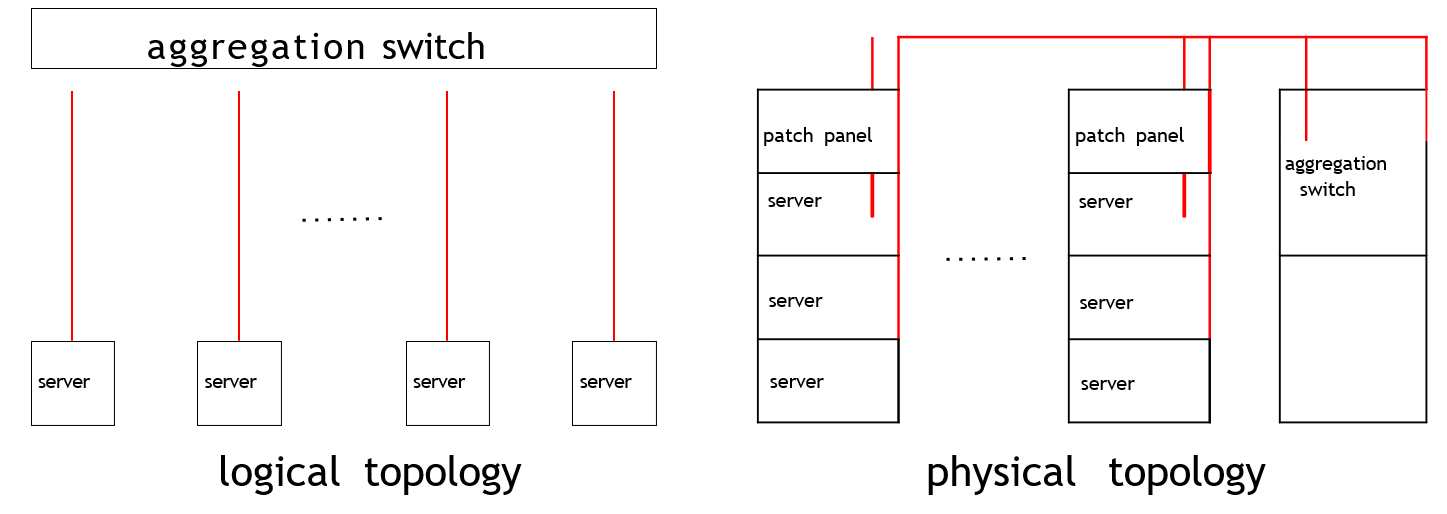 aggregation switch
server
server
server
server
logical topology
patch panel
server
server
server
patch panel
server
server
server
aggregation
switch
physical topology